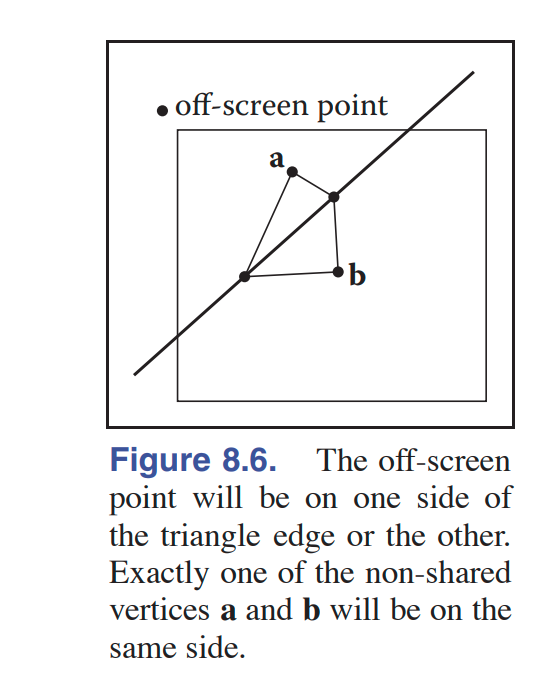 off-screen point
a
b
Figure 8.6. The off-screen
point will be on one side of
the triangle edge or the other.
Exactly one of the non-shared
vertices a and b will be on the
same side.